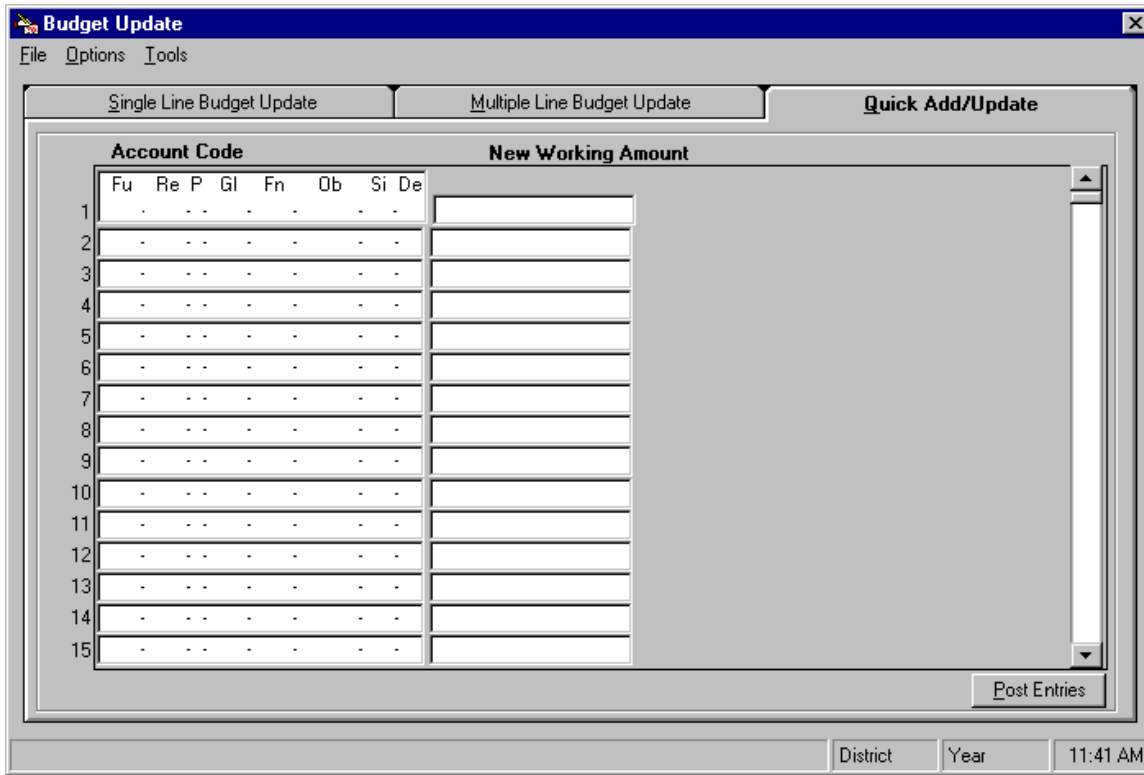 Budget Update
File Options Tools
Single Line Budget Update Multiple Line Budget Update Quick Add/Update
Account Code New Working Amount
Fu Re P Gl Fn Ob Si De
1 - - - - - - -
2 - - - - - - -
3 - - - - - - -
4 - - - - - - -
5 - - - - - - -
6 - - - - - - -
7 - - - - - - -
8 - - - - - - -
9 - - - - - - -
10 - - - - - - -
11 - - - - - - -
12 - - - - - - -
13 - - - - - - -
14 - - - - - - -
15 - - - - - - -
Post Entries
District Year 11:41 AM